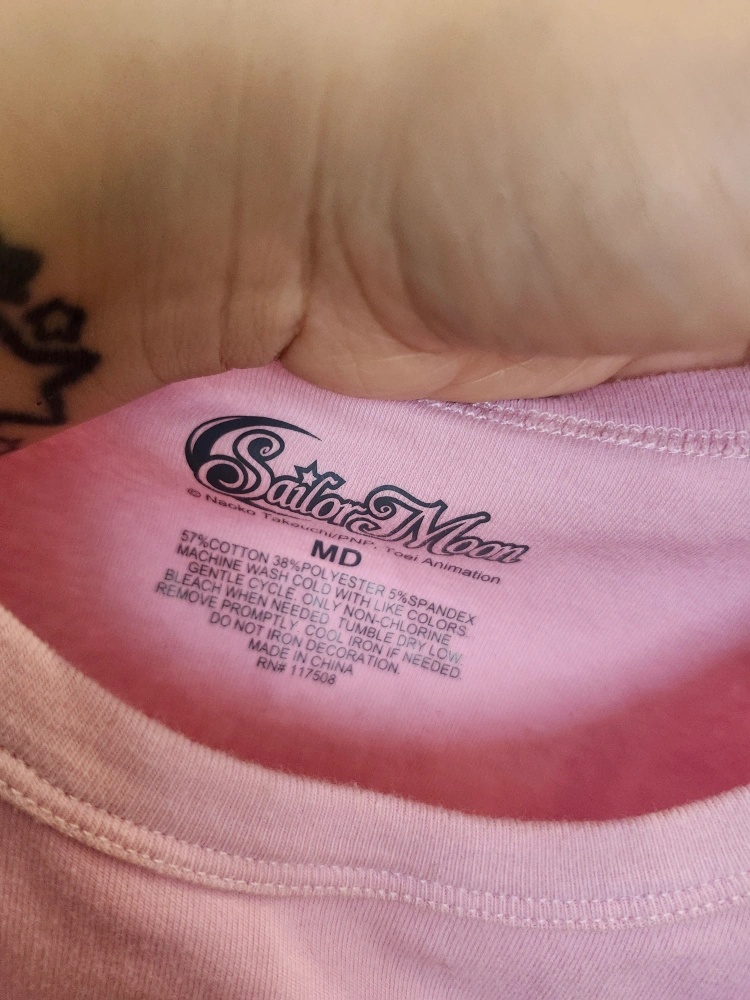 Sailor Moon
© Naoko Takeuchi/PNP, Toei Animation
MD
57%COTTON 38%POLYESTER 5%SPANDEX
MACHINE WASH COLD WITH LIKE COLORS.
GENTLE CYCLE. ONLY NON-CHLORINE
BLEACH WHEN NEEDED. TUMBLE DRY LOW.
REMOVE PROMPTLY. COOL IRON IF NEEDED.
DO NOT IRON DECORATION.
MADE IN CHINA
RN# 117508